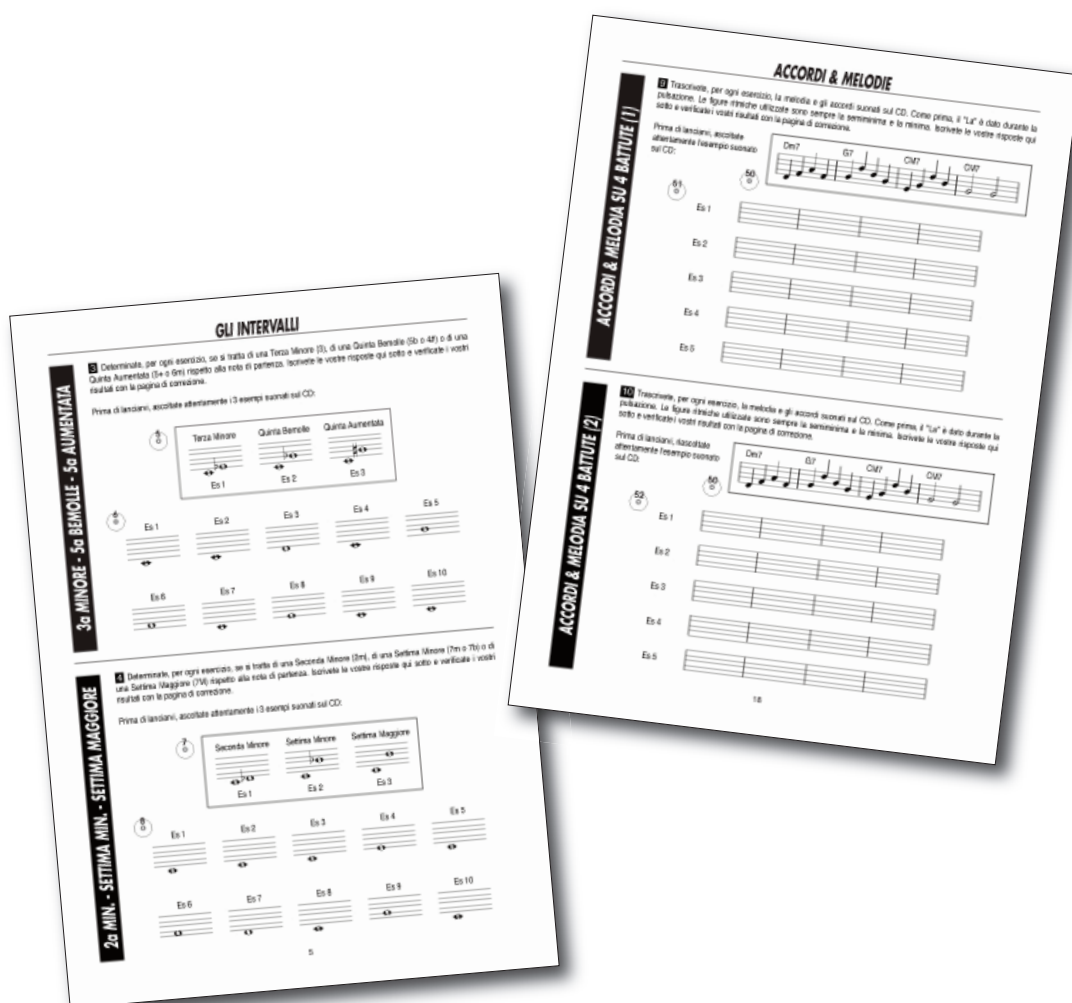 GLI INTERVALLI
3a MINORE - 5a BEMOLLE - 5a AUMENTATA
3 Determinate, per ogni esercizio, se si tratta di una Terza Minore (3), di una Quinta Bemolle (5b o 4#) o di una
Quinta Aumentata (5+ o 6m) rispetto alla nota di partenza. Iscrivete le vostre risposte qui sotto e verificate i vostri
risultati con la pagina di correzione.
Prima di lanciarvi, ascoltate attentamente i 3 esempi suonati sul CD:
5
Terza Minore Quinta Bemolle Quinta Aumentata
Es 1 Es 2 Es 3
6
Es 1 Es 2 Es 3 Es 4 Es 5
Es 6 Es 7 Es 8 Es 9 Es 10
2a MIN. - SETTIMA MIN. - SETTIMA MAGGIORE
4 Determinate, per ogni esercizio, se si tratta di una Seconda Minore (2m), di una Settima Minore (7m o 7b) o di
una Settima Maggiore (7M) rispetto alla nota di partenza. Iscrivete le vostre risposte qui sotto e verificate i vostri
risultati con la pagina di correzione.
Prima di lanciarvi, ascoltate attentamente i 3 esempi suonati sul CD:
7
Seconda Minore Settima Minore Settima Maggiore
Es 1 Es 2 Es 3
8
Es 1 Es 2 Es 3 Es 4 Es 5
Es 6 Es 7 Es 8 Es 9 Es 10
5
ACCORDI & MELODIE
ACCORDI & MELODIA SU 4 BATTUTE (1)
9 Trascrivete, per ogni esercizio, la melodia e gli accordi suonati sul CD. Come prima, il "La" è dato durante la
pulsazione. Le figure ritmiche utilizzate sono sempre la semiminima e la minima. Iscrivete le vostre risposte qui
sotto e verificate i vostri risultati con la pagina di correzione.
Prima di lanciarvi, ascoltate
attentamente l'esempio suonato
sul CD:
50
Dm7 G7 CM7 CM7
51
Es 1
Es 2
Es 3
Es 4
Es 5
ACCORDI & MELODIA SU 4 BATTUTE (2)
10 Trascrivete, per ogni esercizio, la melodia e gli accordi suonati sul CD. Come prima, il "La" è dato durante la
pulsazione. Le figura ritmiche utilizzate sono sempre la semiminima e la minima. Iscrivete le vostre risposte qui
sotto e verificate i vostri risultati con la pagina di correzione.
Prima di lanciarvi, riascoltate
attentamente l'esempio suonato
sul CD:
50
Dm7 G7 CM7 CM7
52
Es 1
Es 2
Es 3
Es 4
Es 5
18